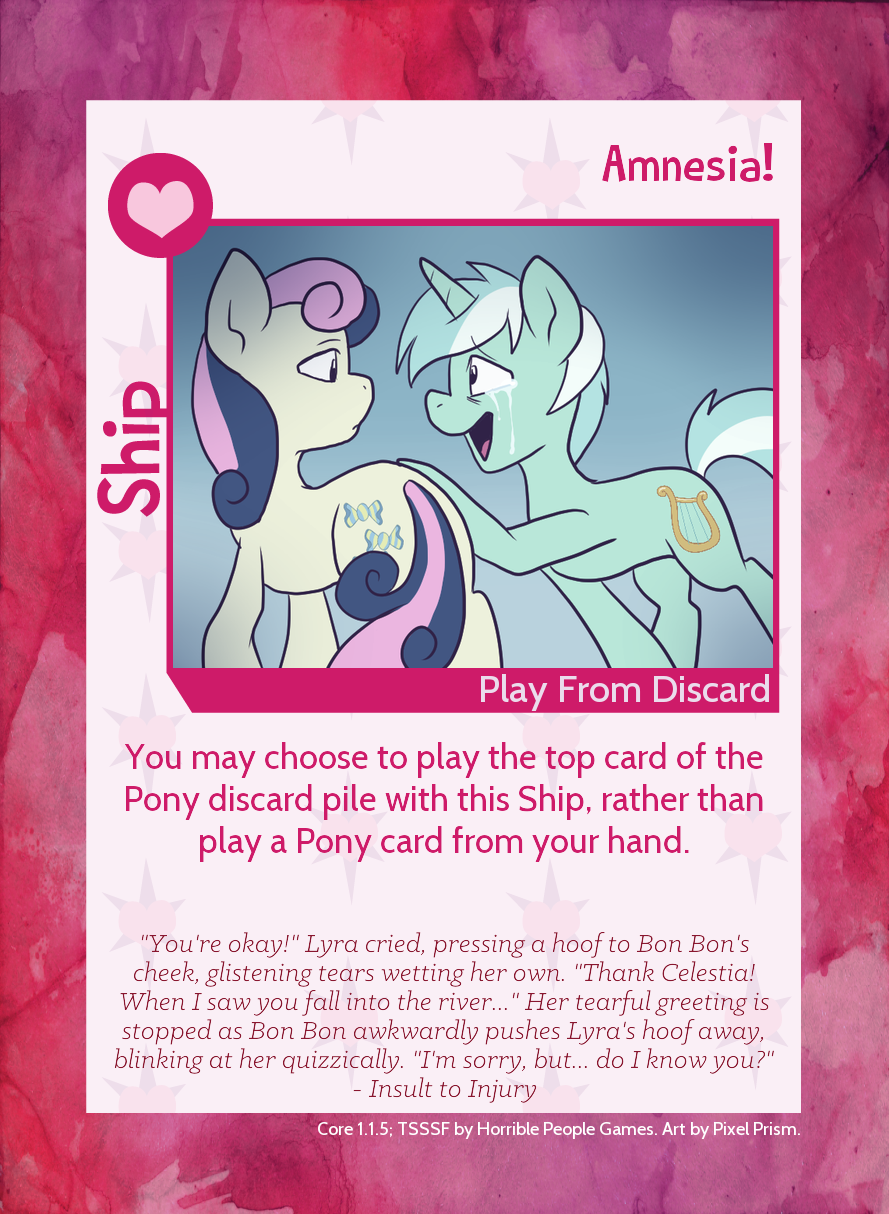 Amnesia!
Ship
Play From Discard
You may choose to play the top card of the
Pony discard pile with this Ship, rather than
play a Pony card from your hand.
"You're okay!" Lyra cried, pressing a hoof to Bon Bon's
cheek, glistening tears wetting her own. "Thank Celestia!
When I saw you fall into the river..." Her tearful greeting is
stopped as Bon Bon awkwardly pushes Lyra's hoof away,
blinking at her quizzically. "I'm sorry, but... do I know you?"
- Insult to Injury
Core 1.1.5; TSSSF by Horrible People Games. Art by Pixel Prism.